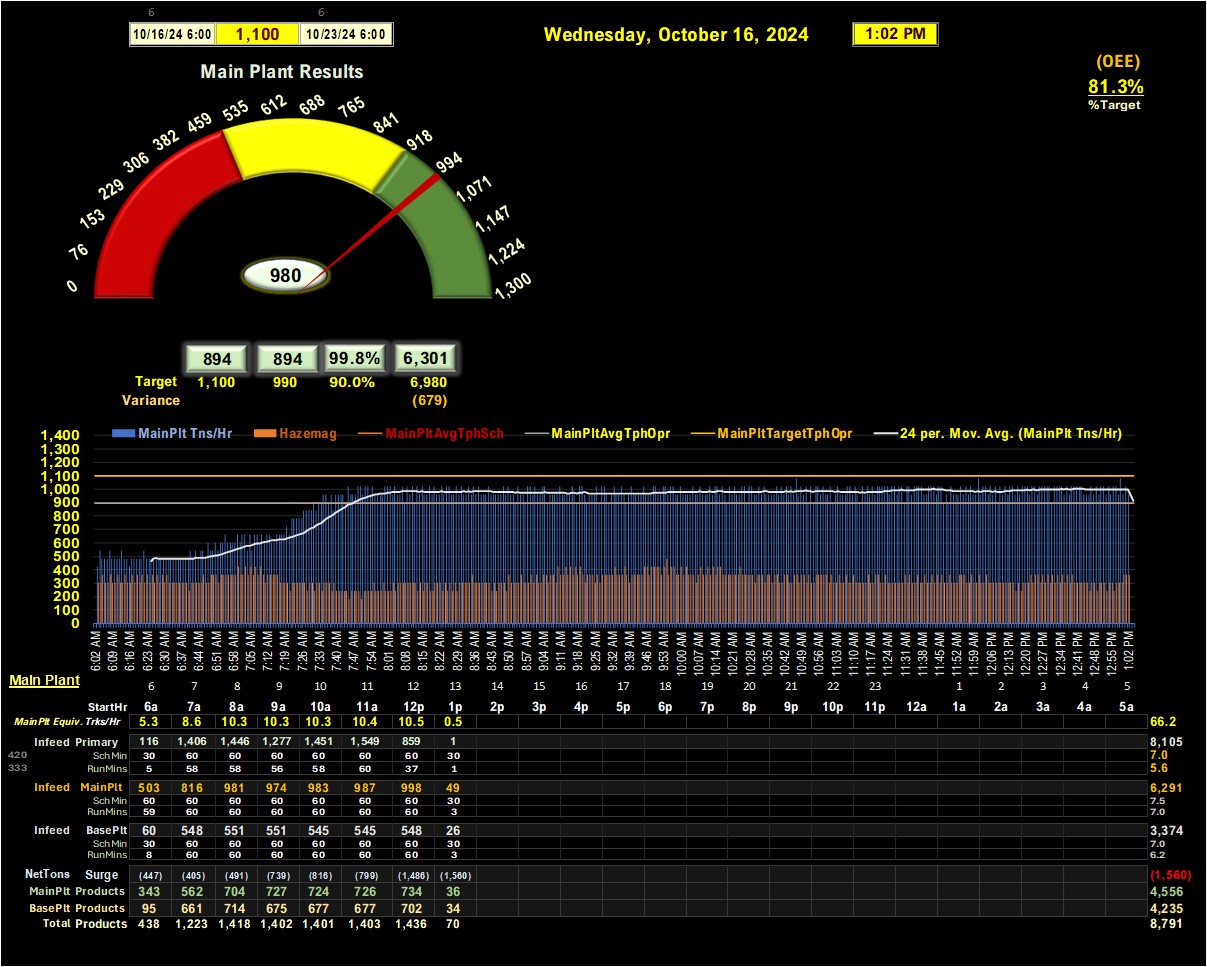 6 6
10/16/24 6:00 1,100 10/23/24 6:00 Wednesday, October 16, 2024 1:02 PM
(OEE)
81.3%
%Target
Main Plant Results
0 76 153 229 306 382 459 535 612 688 765 841 918 994 1,071 1,147 1,224 1,300
980
894 894 99.8% 6,301
Target 1,100 990 90.0% 6,980
Variance (679)
MainPlt Tns/Hr Hazemag MainPltAvgTphSch MainPltAvgTphOpr MainPltTargetTphOpr 24 per. Mov. Avg. (MainPlt Tns/Hr)
1,400
1,300
1,200
1,100
1,000
900
800
700
600
500
400
300
200
100
0
6:02 AM 6:09 AM 6:16 AM 6:23 AM 6:30 AM 6:37 AM 6:44 AM 6:51 AM 6:58 AM 7:05 AM 7:12 AM 7:19 AM 7:26 AM 7:33 AM 7:40 AM 7:47 AM 7:54 AM 8:01 AM 8:08 AM 8:15 AM 8:22 AM 8:29 AM 8:36 AM 8:43 AM 8:50 AM 8:57 AM 9:04 AM 9:11 AM 9:18 AM 9:25 AM 9:32 AM 9:39 AM 9:46 AM 9:53 AM 10:00 AM 10:07 AM 10:14 AM 10:21 AM 10:28 AM 10:35 AM 10:42 AM 10:49 AM 10:56 AM 11:03 AM 11:10 AM 11:17 AM 11:24 AM 11:31 AM 11:38 AM 11:45 AM 11:52 AM 11:59 AM 12:06 PM 12:13 PM 12:20 PM 12:27 PM 12:34 PM 12:41 PM 12:48 PM 12:55 PM 1:02 PM
Main Plant 6 7 8 9 10 11 12 13 14 15 16 17 18 19 20 21 22 23 1 2 3 4 5
StartHr 6a 7a 8a 9a 10a 11a 12p 1p 2p 3p 4p 5p 6p 7p 8p 9p 10p 11p 12a 1a 2a 3a 4a 5a
MainPlt Equiv. Trks/Hr 5.3 8.6 10.3 10.3 10.3 10.4 10.5 0.5 66.2
Infeed Primary 116 1,406 1,446 1,277 1,451 1,549 859 1 8,105
420 SchMin 30 60 60 60 60 60 60 30 7.0
333 RunMins 5 58 58 56 58 60 37 1 5.6
Infeed MainPlt 503 816 981 974 983 987 998 49 6,291
SchMin 60 60 60 60 60 60 60 30 7.5
RunMins 59 60 60 60 60 60 60 3 7.0
Infeed BasePlt 60 548 551 551 545 545 548 26 3,374
SchMin 30 60 60 60 60 60 60 30 7.0
RunMins 8 60 60 60 60 60 60 3 6.2
NetTons Surge (447) (405) (491) (739) (816) (799) (1,486) (1,560) (1,560)
MainPlt Products 343 562 704 727 724 726 734 36 4,556
BasePlt Products 95 661 714 675 677 677 702 34 4,235
Total Products 438 1,223 1,418 1,402 1,401 1,403 1,436 70 8,791